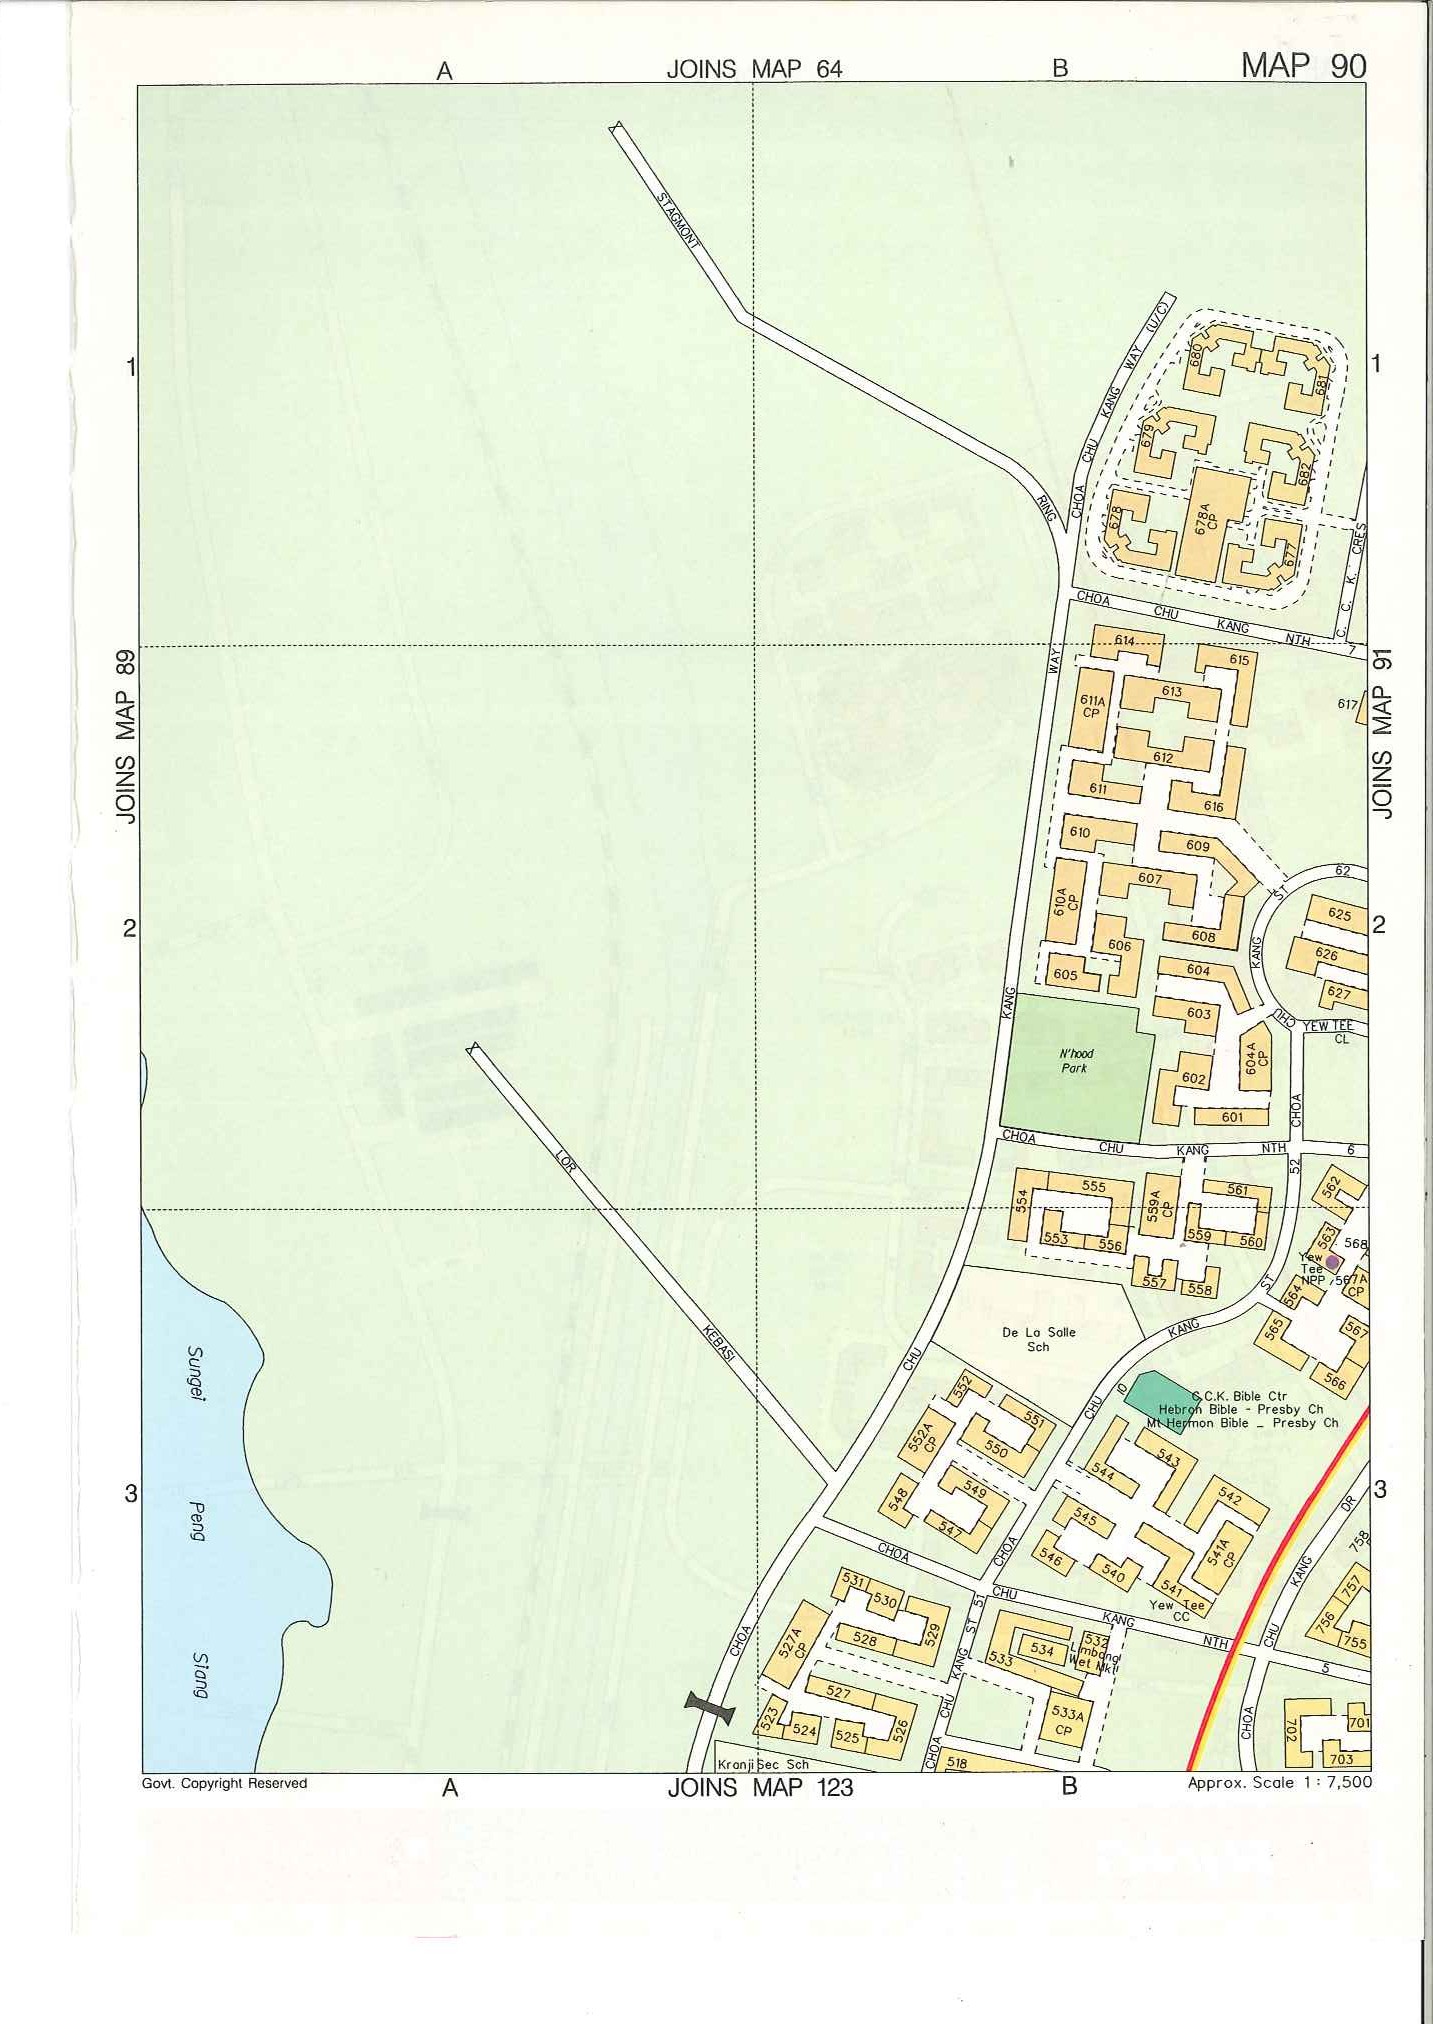 A JOINS MAP 64 B MAP 90
STAGMONT
RING
CHOA CHU KANG WAY (U/C)
680
681
679
682
678
678A
CP
677
1
1
C. C. K. CRES
CHOA CHU KANG NTH 7
JOINS MAP 89
JOINS MAP 91
WAY
614
615
611A
CP
613
617
612
611
616
610
609
62
ST
610A
CP
607
625
2
2
606
608
KANG
626
605
604
627
KANG
603
CHU
YEW TEE
CL
N'hood
Park
604A
CP
602
601
CHOA
CHOA CHU KANG NTH 6
52
LOR
KEBASI
554
555
559A
CP
561
562
553
556
559
560
563
568
Yew
Tee
NPP
567A
CP
557
558
ST
564
565
567
566
De La Salle
Sch
KANG
CHU
CHU
10
C.C.K. Bible Ctr
Hebron Bible - Presby Ch
Mt Hermon Bible _ Presby Ch
Sungei
Peng
Siang
552
551
552A
CP
550
544
543
548
549
542
547
545
546
540
541A
CP
541
3
3
DR
KANG
CHU
CHOA
758
757
756
755
CHOA
CHOA CHU KANG NTH 5
Yew Tee
CC
531
530
529
528
527A
CP
51
ST
KANG
CHU
CHOA
534
533
532
Limbang
Wet Mkt
CHOA
527
523
524
525
526
533A
CP
CHOA
702
701
703
Kranji Sec Sch
518
Govt. Copyright Reserved
A JOINS MAP 123 B
Approx. Scale 1 : 7,500